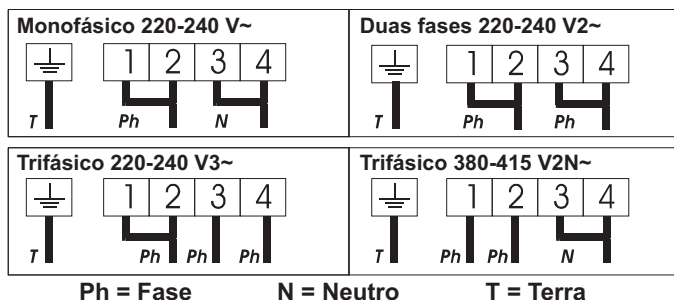 Monofásico 220-240 V~
1 2 3 4
T Ph N
Duas fases 220-240 V2~
1 2 3 4
T Ph Ph
Trifásico 220-240 V3~
1 2 3 4
T Ph Ph Ph
Trifásico 380-415 V2N~
1 2 3 4
T Ph Ph N
Ph = Fase N = Neutro T = Terra